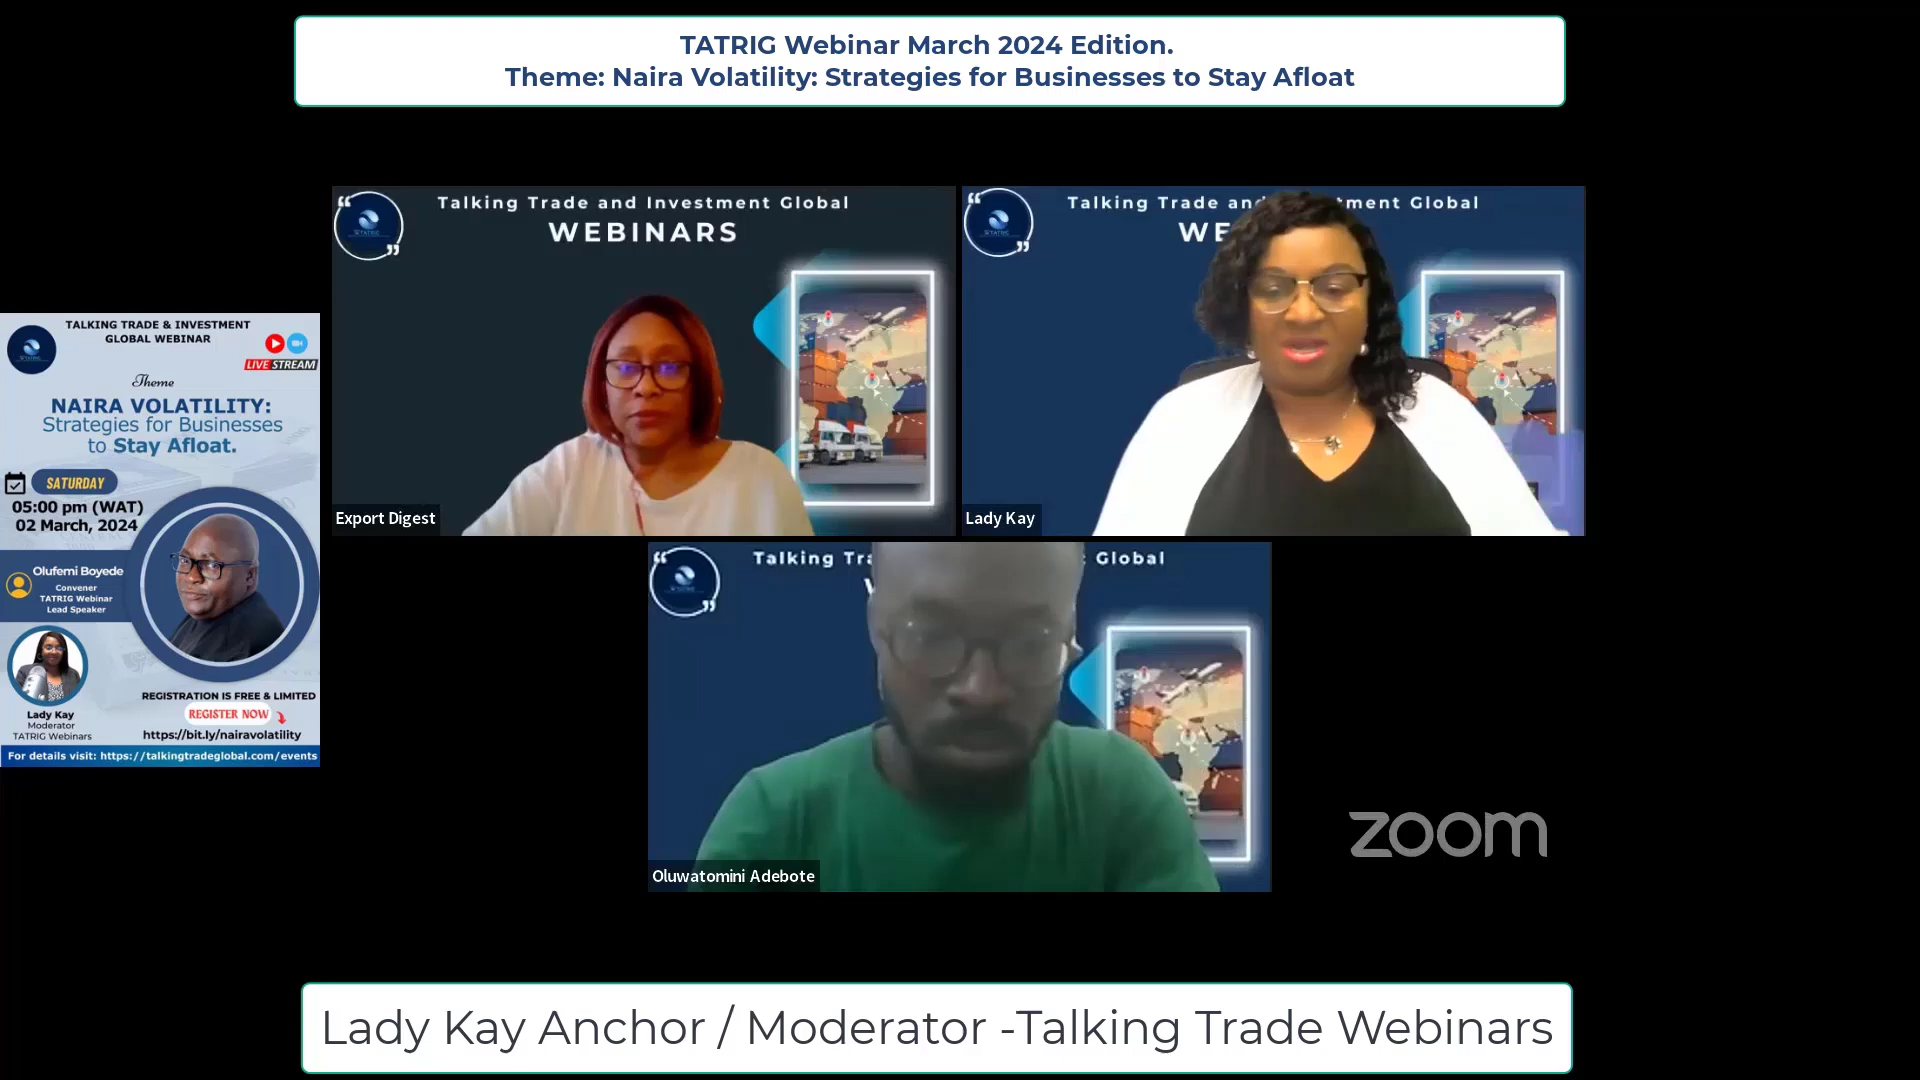 TATRIG Webinar March 2024 Edition.
Theme: Naira Volatility: Strategies for Businesses to Stay Afloat
TALKING TRADE & INVESTMENT
GLOBAL WEBINAR
LIVE STREAM
Theme
NAIRA VOLATILITY:
Strategies for Businesses
to Stay Afloat.
SATURDAY
05:00 pm (WAT)
02 March, 2024
Olufemi Boyede
Convener
TATRIG Webinar
Lead Speaker
Lady Kay
Moderator
TATRIG Webinars
REGISTRATION IS FREE & LIMITED
REGISTER NOW
https://bit.ly/nairavolatility
For details visit: https://talkingtradeglobal.com/events
Talking Trade and Investment Global
WEBINARS
Export Digest
Talking Trade and tment Global
WE
Lady Kay
Talking Tra Global
Oluwatomini Adebote
zoom
Lady Kay Anchor / Moderator -Talking Trade Webinars